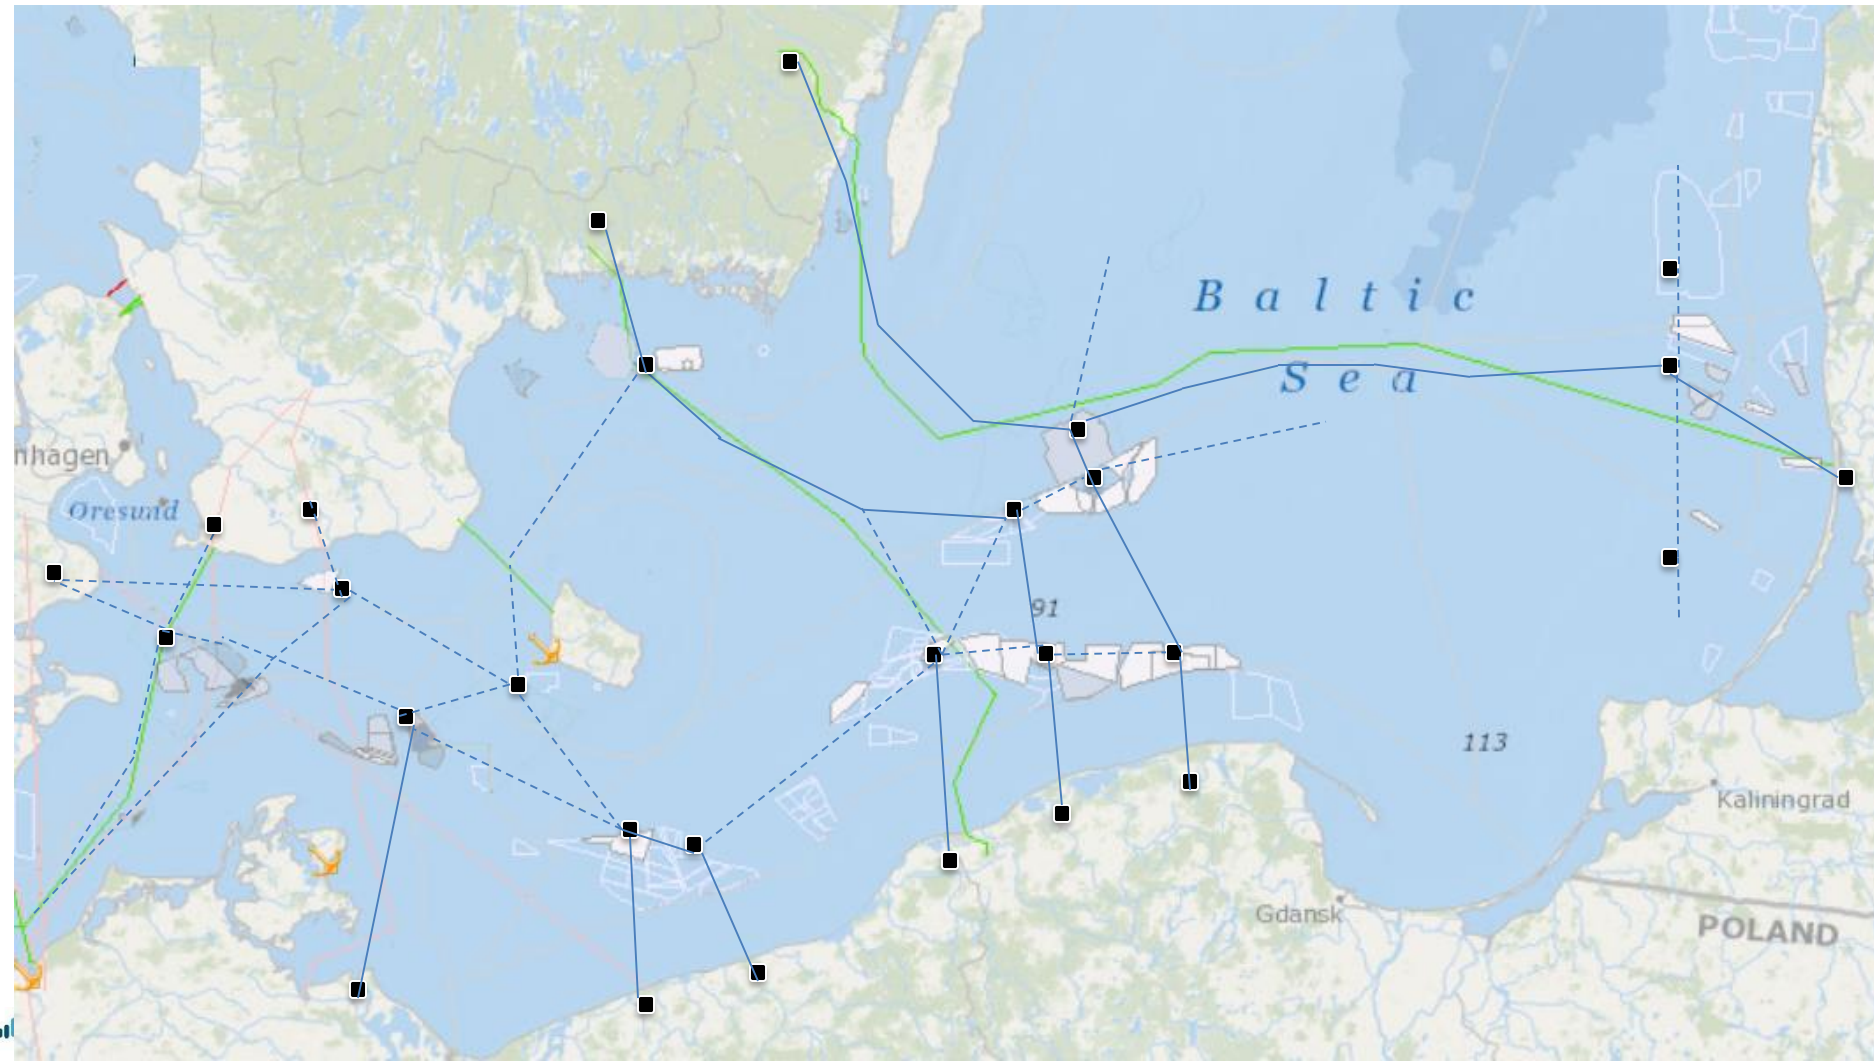 Baltic
Sea
nhagen
Øresund
91
113
Kaliningrad
Gdansk
POLAND